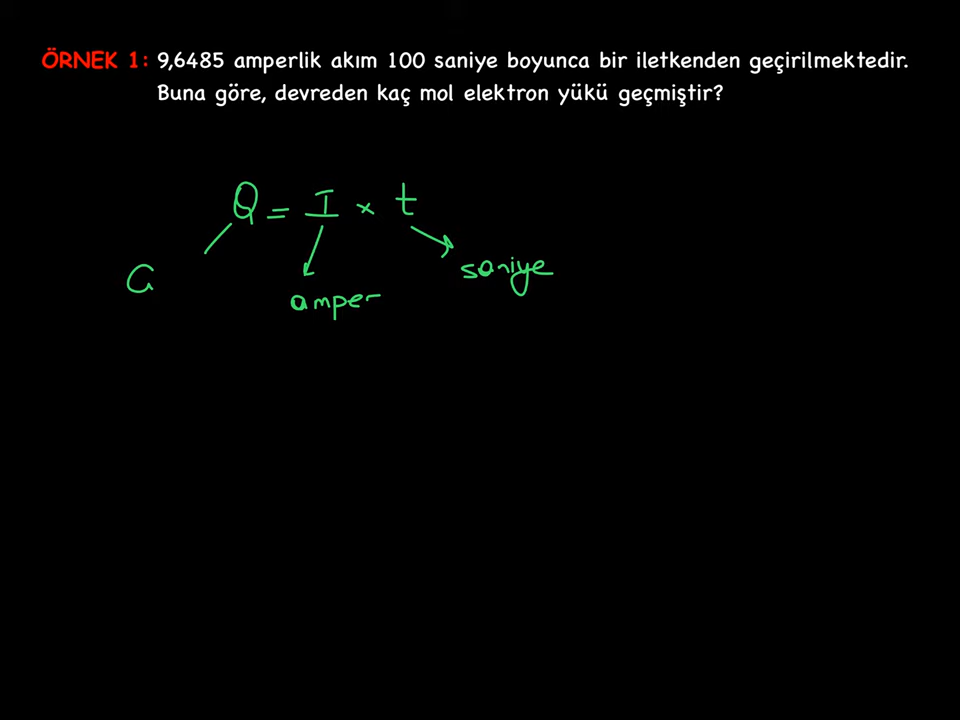 ÖRNEK 1: 9,6485 amperlik akım 100 saniye boyunca bir iletkenden geçirilmektedir.
Buna göre, devreden kaç mol elektron yükü geçmiştir?
Q = I × t
C
amper
saniye